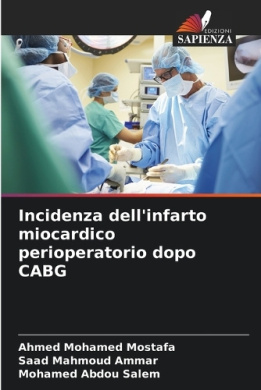 EDIZIONI
SAPIENZA
Incidenza dell'infarto
miocardico
perioperatorio dopo
CABG
Ahmed Mohamed Mostafa
Saad Mahmoud Ammar
Mohamed Abdou Salem